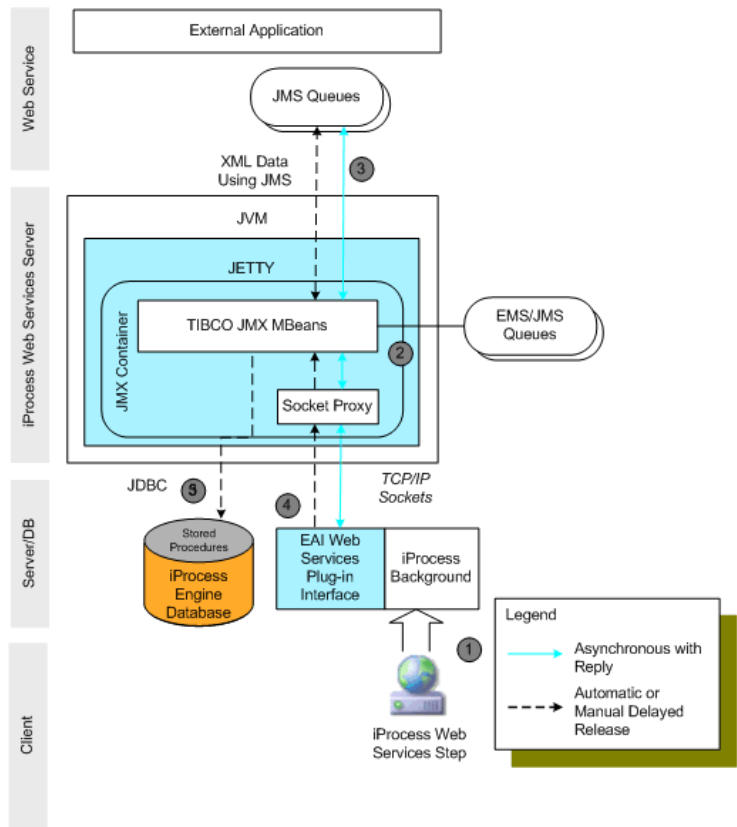 Web Service
External Application
JMS Queues
XML Data
Using JMS
3
iProcess Web Services Server
JVM
JETTY
JMX Container
TIBCO JMX MBeans
EMS/JMS
Queues
2
Socket Proxy
Server/DB
JDBC
TCP/IP
Sockets
4
Stored
Procedures
iProcess
Engine
Database
EAI Web
Services
Plug-in
Interface
iProcess
Background
Client
1
iProcess Web
Services Step
Legend
Asynchronous with
Reply
Automatic or
Manual Delayed
Release